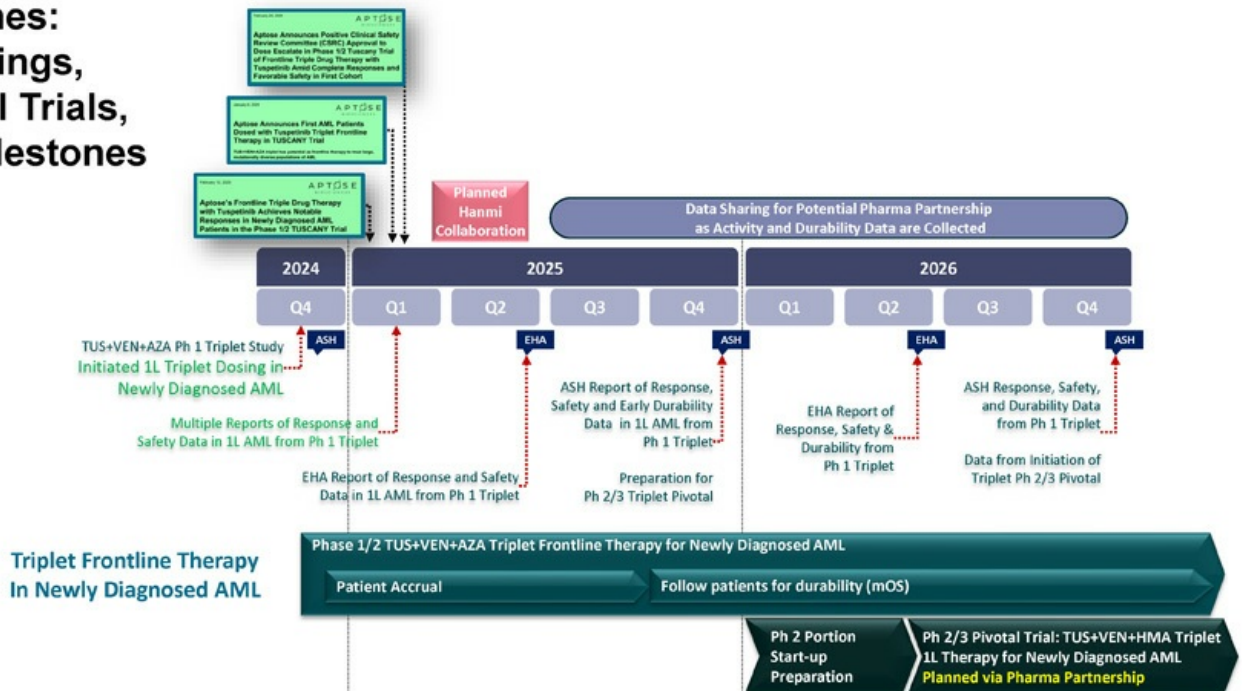 nes:
ings,
l Trials,
lestones
APTOSE
Aptose Announces Positive Clinical Safety
Review Committee (CSRC) Approval to
Dose Escalate in Phase 1/2 Tuscany Trial
of Frontline Triple Drug Therapy with
Tuspetinib Amid Complete Responses and
Favorable Safety in First Cohort
APTOSE
Aptose Announces First AML Patients
Dosed with Tuspetinib Triplet Frontline
Therapy in TUSCANY Trial
APTOSE
Aptose's Frontline Triple Drug Therapy
with Tuspetinib Achieves Notable
Responses in Newly Diagnosed AML
Patients in the Phase 1/2 TUSCANY Trial
Planned
Hanmi
Collaboration
Data Sharing for Potential Pharma Partnership
as Activity and Durability Data are Collected
2024 2025 2026
Q4 Q1 Q2 Q3 Q4 Q1 Q2 Q3 Q4
ASH EHA ASH EHA ASH
TUS+VEN+AZA Ph 1 Triplet Study
Initiated 1L Triplet Dosing in
Newly Diagnosed AML
Multiple Reports of Response and
Safety Data in 1L AML from Ph 1 Triplet
EHA Report of Response and Safety
Data in 1L AML from Ph 1 Triplet
ASH Report of Response,
Safety and Early Durability
Data in 1L AML from
Ph 1 Triplet
Preparation for
Ph 2/3 Triplet Pivotal
EHA Report of
Response, Safety &
Durability from
Ph 1 Triplet
ASH Response, Safety,
and Durability Data
from Ph 1 Triplet
Data from Initiation of
Triplet Ph 2/3 Pivotal
Triplet Frontline Therapy
In Newly Diagnosed AML
Phase 1/2 TUS+VEN+AZA Triplet Frontline Therapy for Newly Diagnosed AML
Patient Accrual
Follow patients for durability (mOS)
Ph 2 Portion
Start-up
Preparation
Ph 2/3 Pivotal Trial: TUS+VEN+HMA Triplet
1L Therapy for Newly Diagnosed AML
Planned via Pharma Partnership